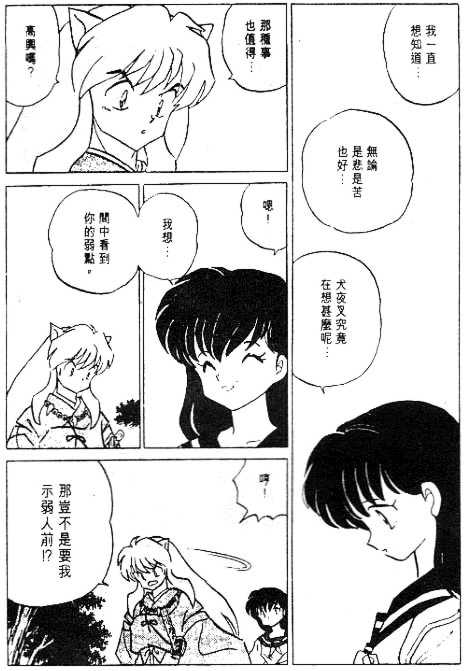 我一直
想知道…
無論
是悲是苦
也好…
犬夜叉究竟
在想甚麼呢…
那種事
也值得…
高興嗎？
嗯！
我想…
間中看到
你的弱點。
哼！
那豈不是要我
示弱人前!?